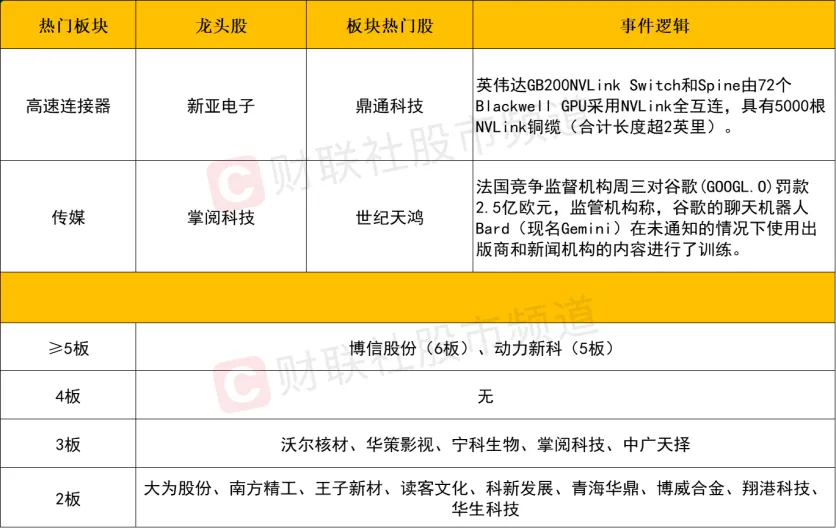 热门板块 龙头股 板块热门股 事件逻辑
高速连接器 新亚电子 鼎通科技
英伟达GB200NVLink Switch和Spine由72个
Blackwell GPU采用NVLink全互连，具有5000根
NVLink铜缆（合计长度超2英里）。
传媒 掌阅科技 世纪天鸿
法国竞争监督机构周三对谷歌(GOOGL.O)罚款
2.5亿欧元，监管机构称，谷歌的聊天机器人
Bard（现名Gemini）在未通知的情况下使用出
版商和新闻机构的内容进行了训练。
≥5板 博信股份（6板）、动力新科（5板）
4板 无
3板 沃尔核材、华策影视、宁科生物、掌阅科技、中广天择
2板 大为股份、南方精工、王子新材、读客文化、科新发展、青海华鼎、博威合金、翔港科技、
华生科技
财联社股市频道
财联社股市频道